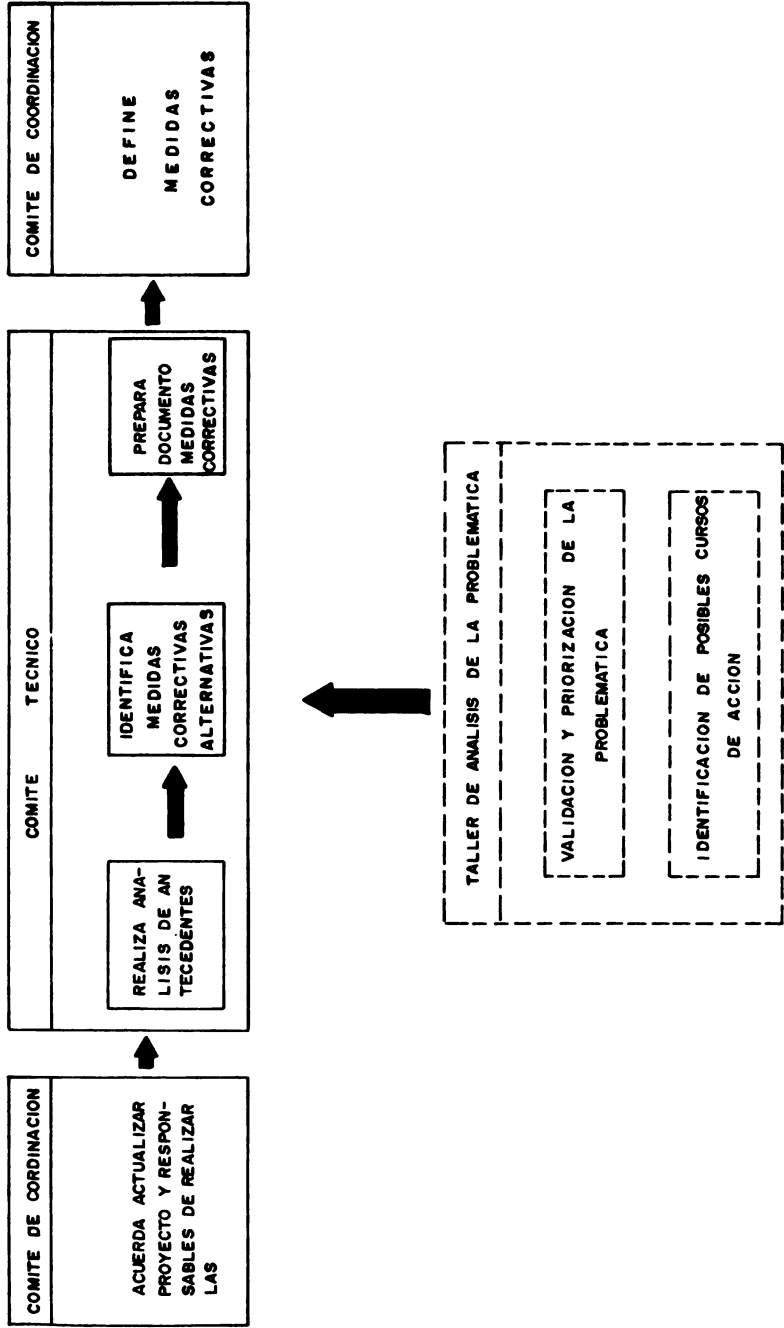 COMITE DE CORDINACION
ACUERDA ACTUALIZAR
PROYECTO Y RESPON-
SABLES DE REALIZAR
LAS
COMITE TECNICO
REALIZA ANA-
LISIS DE AN
TECEDENTES
IDENTIFICA
MEDIDAS
CORRECTIVAS
ALTERNATIVAS
PREPARA
DOCUMENTO
MEDIDAS
CORRECTIVAS
COMITE DE COORDINACION
DEFINE
MEDIDAS
CORRECTIVAS
TALLER DE ANALISIS DE LA PROBLEMATICA
VALIDACION Y PRIORIZACION DE LA
PROBLEMATICA
IDENTIFICACION DE POSIBLES CURSOS
DE ACCION